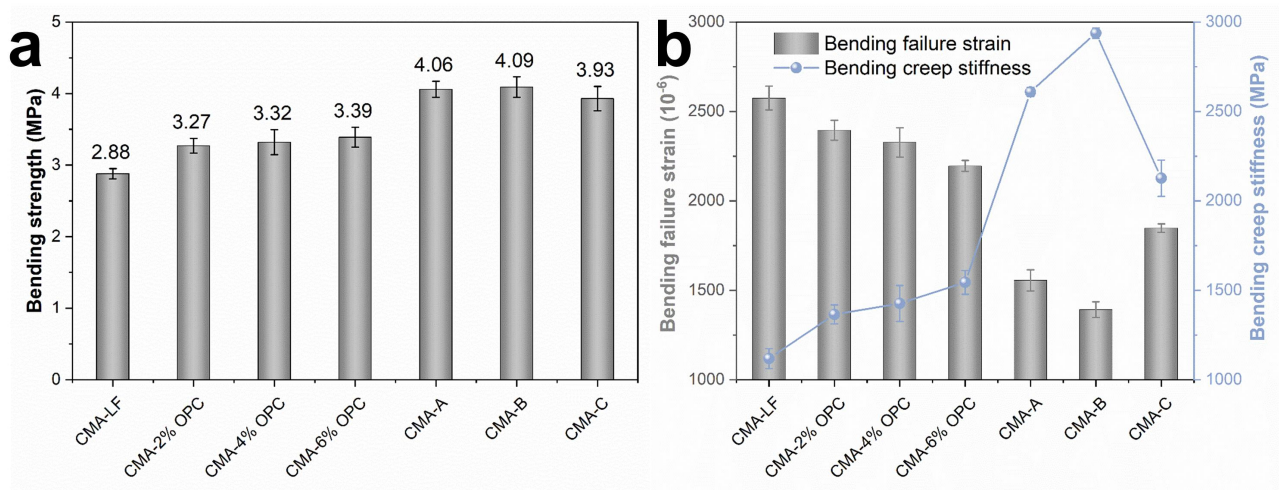 a
Bending strength (MPa)
5
4
3
2
1
0
2.88
3.27
3.32
3.39
4.06
4.09
3.93
CMA-LF
CMA-2% OPC
CMA-4% OPC
CMA-6% OPC
CMA-A
CMA-B
CMA-C
b
Bending failure strain (10⁻⁶)
3000
2500
2000
1500
1000
Bending failure strain
Bending creep stiffness
3000
2500
2000
1500
1000
Bending creep stiffness (MPa)
CMA-LF
CMA-2% OPC
CMA-4% OPC
CMA-6% OPC
CMA-A
CMA-B
CMA-C